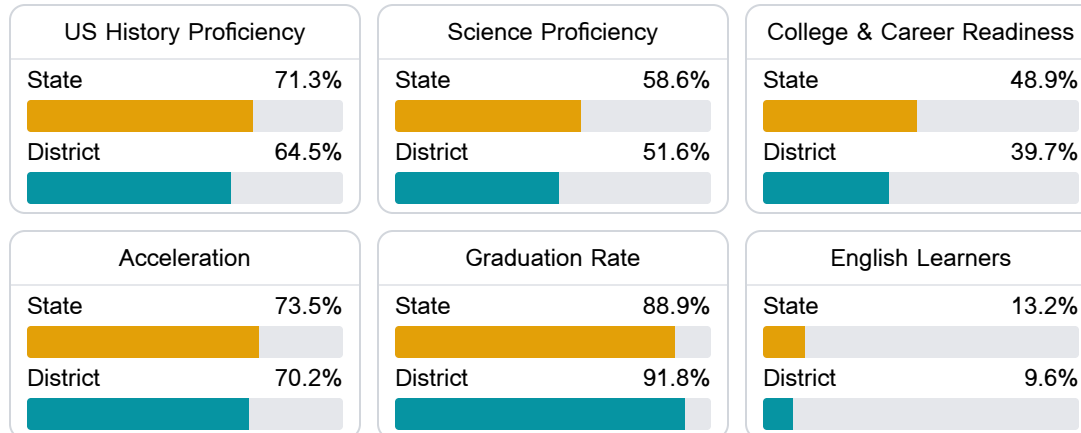 US History Proficiency
State 71.3%
District 64.5%
Science Proficiency
State 58.6%
District 51.6%
College & Career Readiness
State 48.9%
District 39.7%
Acceleration
State 73.5%
District 70.2%
Graduation Rate
State 88.9%
District 91.8%
English Learners
State 13.2%
District 9.6%